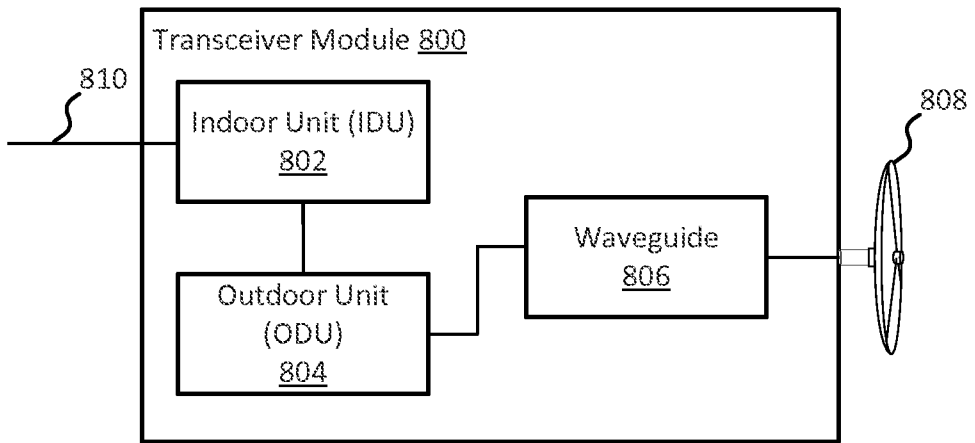 Transceiver Module 800
810
Indoor Unit (IDU)
802
808
Waveguide
806
Outdoor Unit
(ODU)
804